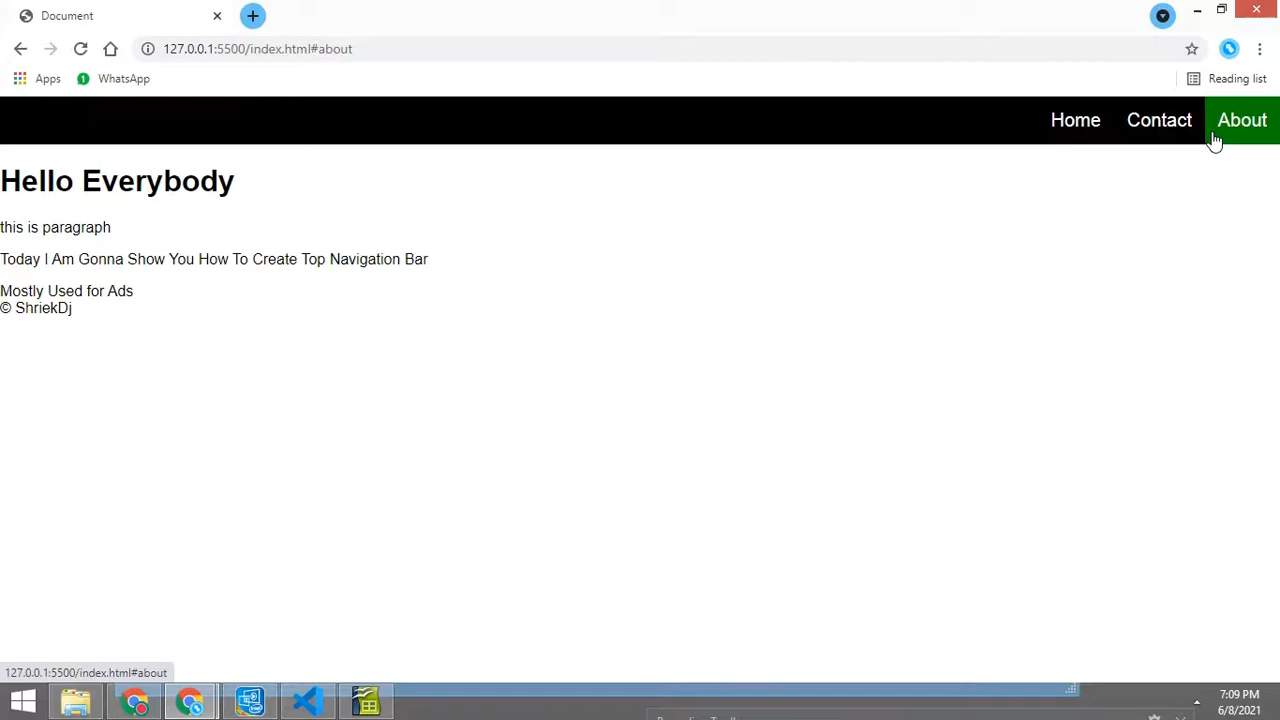 Document
127.0.0.1:5500/index.html#about
Apps
1 WhatsApp
Reading list
Home Contact About
Hello Everybody
this is paragraph
Today I Am Gonna Show You How To Create Top Navigation Bar
Mostly Used for Ads
© ShriekDj
127.0.0.1:5500/index.html#about
7:09 PM
6/8/2021